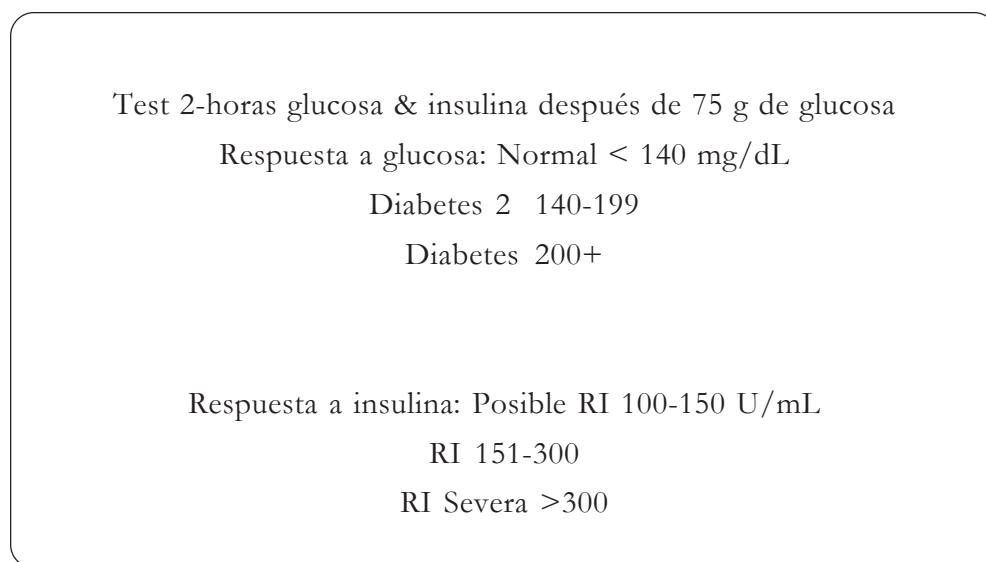 Test 2-horas glucosa & insulina después de 75 g de glucosa
Respuesta a glucosa: Normal < 140 mg/dL
Diabetes 2 140-199
Diabetes 200+
Respuesta a insulina: Posible RI 100-150 U/mL
RI 151-300
RI Severa >300